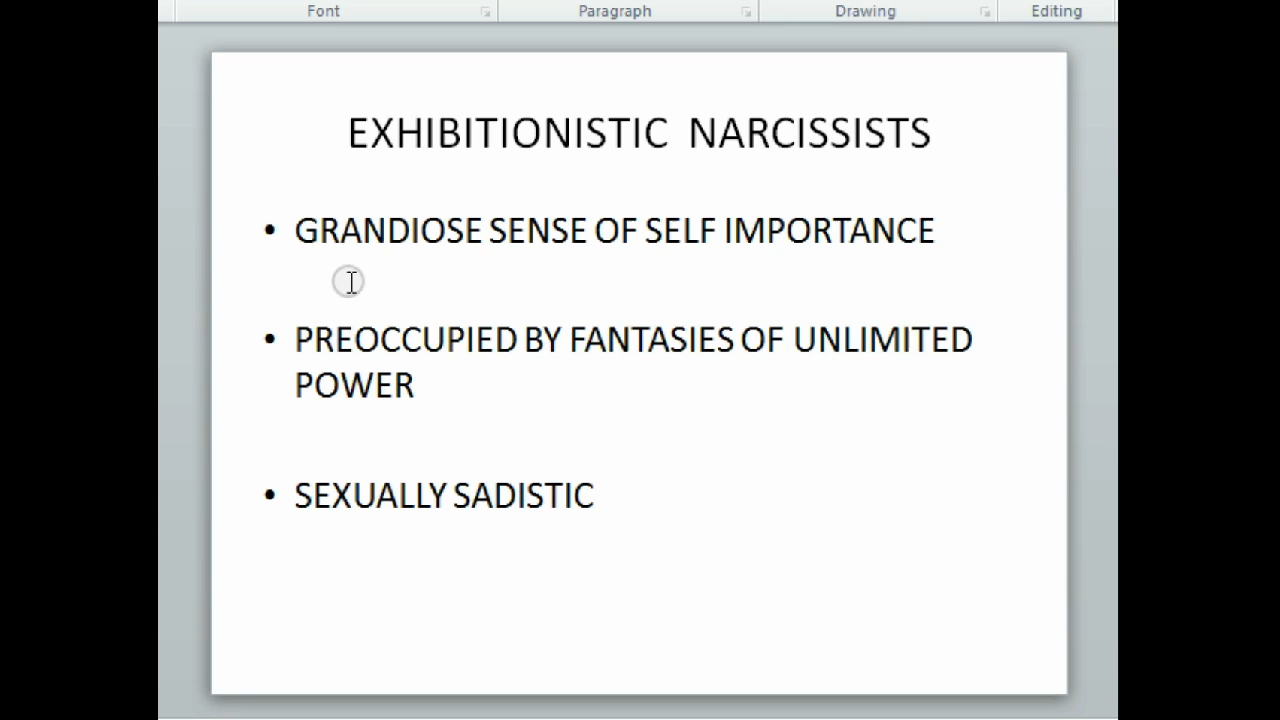 Font Paragraph Drawing Editing
EXHIBITIONISTIC NARCISSISTS
• GRANDIOSE SENSE OF SELF IMPORTANCE
• PREOCCUPIED BY FANTASIES OF UNLIMITED
POWER
• SEXUALLY SADISTIC